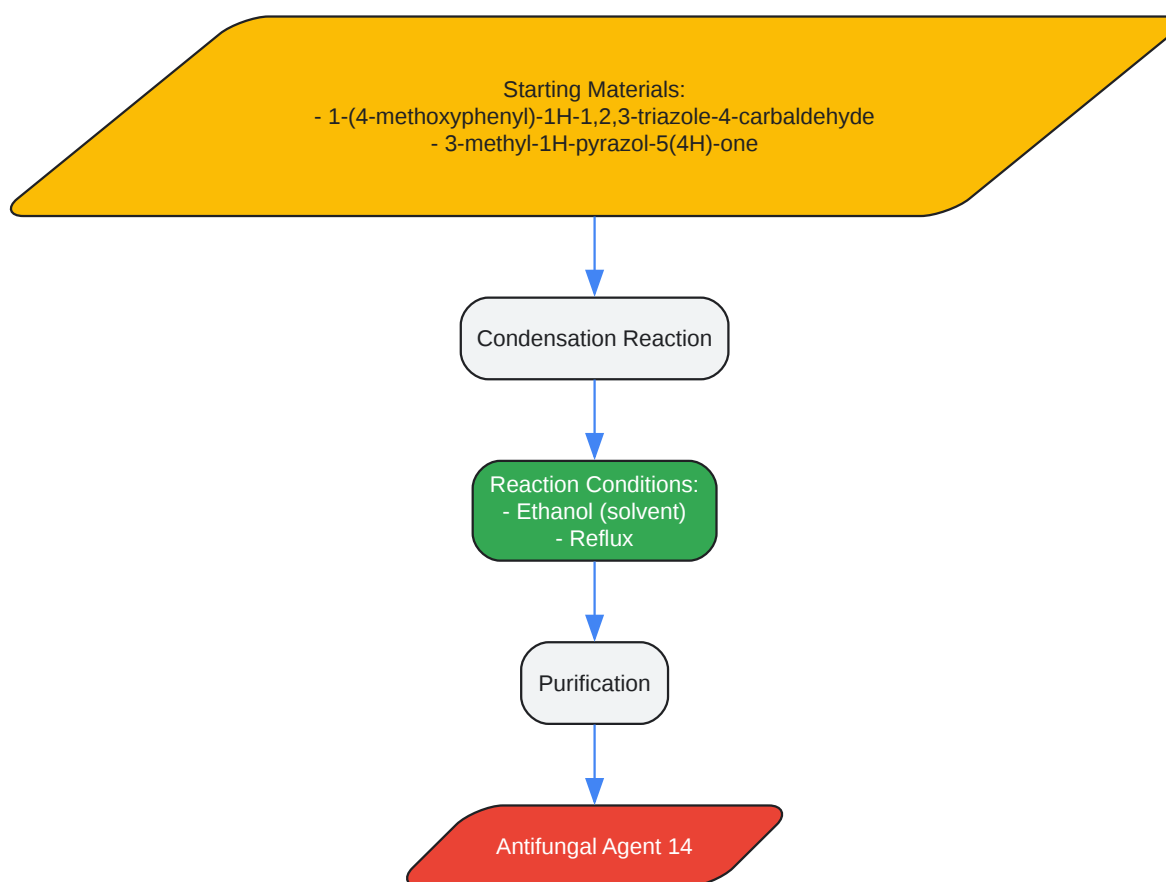 Starting Materials:
- 1-(4-methoxyphenyl)-1H-1,2,3-triazole-4-carbaldehyde
- 3-methyl-1H-pyrazol-5(4H)-one
Condensation Reaction
Reaction Conditions:
- Ethanol (solvent)
- Reflux
Purification
Antifungal Agent 14